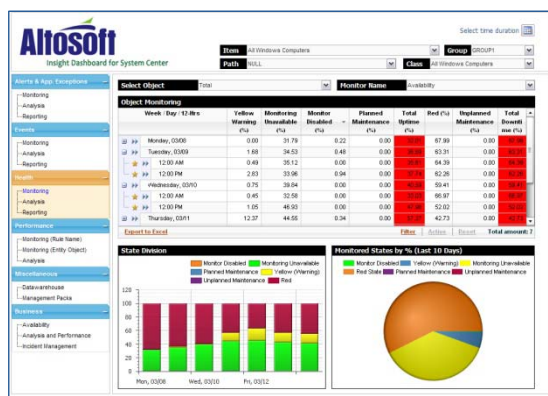 Altosoft
Insight Dashboard for System Center
Select time duration
Item All Windows Computers Group GROUP1
Path NULL Class All Windows Computers
Alerts & App. Exceptions
Monitoring
Analysis
Reporting
Events
Monitoring
Analysis
Reporting
Health
Monitoring
Analysis
Reporting
Performance
Monitoring (Rule Name)
Monitoring (Entity Object)
Analysis
Miscellaneous
Datawarehouse
Management Packs
Business
Availability
Analysis and Performance
Incident Management
Select Object Total Monitor Name Availability
Object Monitoring
Week / Day / 12-Hrs Yellow Warning (%) Monitoring Unavailable (%) Monitor Disabled (%) Planned Maintenance (%) Total Uptime (%) Red (%) Unplanned Maintenance (%) Total Downti me (%)
Monday, 03/08 0.00 31.79 0.22 0.00 67.99 0.00
Tuesday, 03/09 1.68 34.53 0.48 0.00 63.31 0.00
12:00 AM 0.49 35.12 0.00 0.00 64.39 0.00
12:00 PM 2.83 33.96 0.94 0.00 62.26 0.00
Wednesday, 03/10 0.75 39.84 0.00 0.00 59.41 0.00
12:00 AM 0.45 32.58 0.00 0.00 66.97 0.00
12:00 PM 1.05 46.93 0.00 0.00 52.02 0.00
Thursday, 03/11 12.37 44.55 0.34 0.00 42.73 0.00
Export to Excel Filter Active Reset Total amount: 7
State Division
Monitor Disabled Monitoring Unavailable
Planned Maintenance Yellow (Warning)
Unplanned Maintenance Red
120
100
80
60
40
20
0
Mon, 03/08 Wed, 03/10 Fri, 03/12
Monitored States by % (Last 10 Days)
Monitor Disabled Yellow (Warning) Monitoring Unavailable
Red State Planned Maintenance Unplanned Maintenance